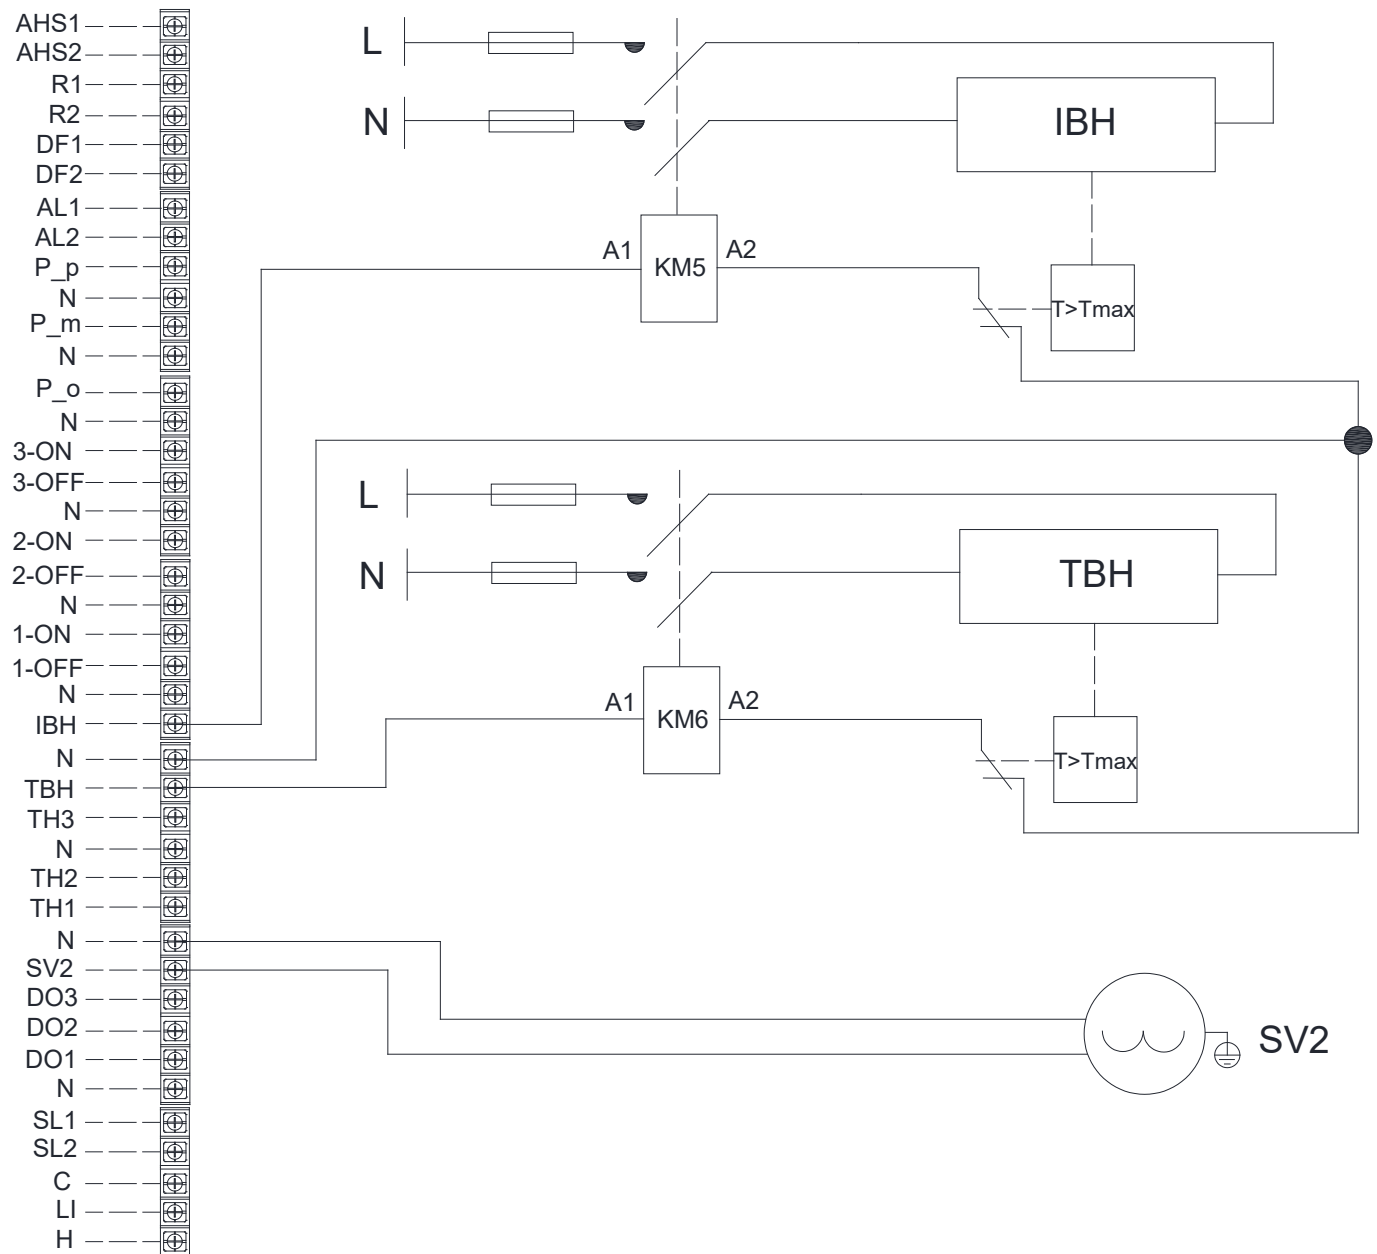 AHS1
AHS2
R1
R2
DF1
DF2
AL1
AL2
P_p
N
P_m
N
P_o
N
3-ON
3-OFF
N
2-ON
2-OFF
N
1-ON
1-OFF
N
IBH
N
TBH
TH3
N
TH2
TH1
N
SV2
DO3
DO2
DO1
N
SL1
SL2
C
LI
H
L
N
IBH
A1
KM5
A2
T>Tmax
L
N
TBH
A1
KM6
A2
T>Tmax
SV2